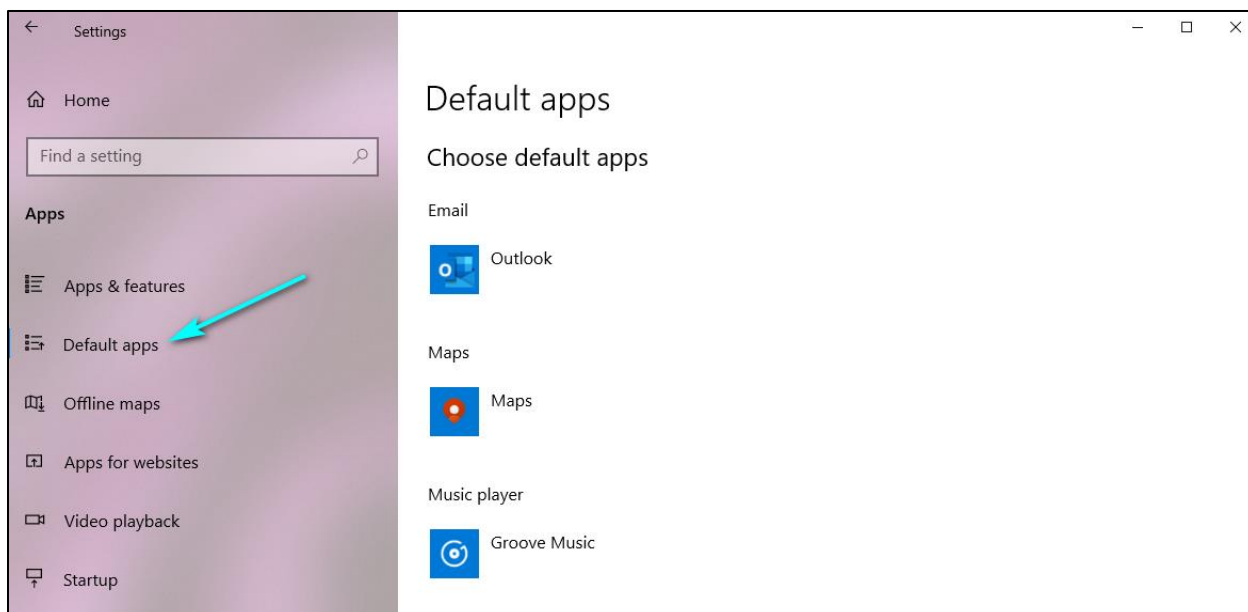 Settings
Home
Find a setting
Apps
Apps & features
Default apps
Offline maps
Apps for websites
Video playback
Startup
Default apps
Choose default apps
Email
Outlook
Maps
Maps
Music player
Groove Music